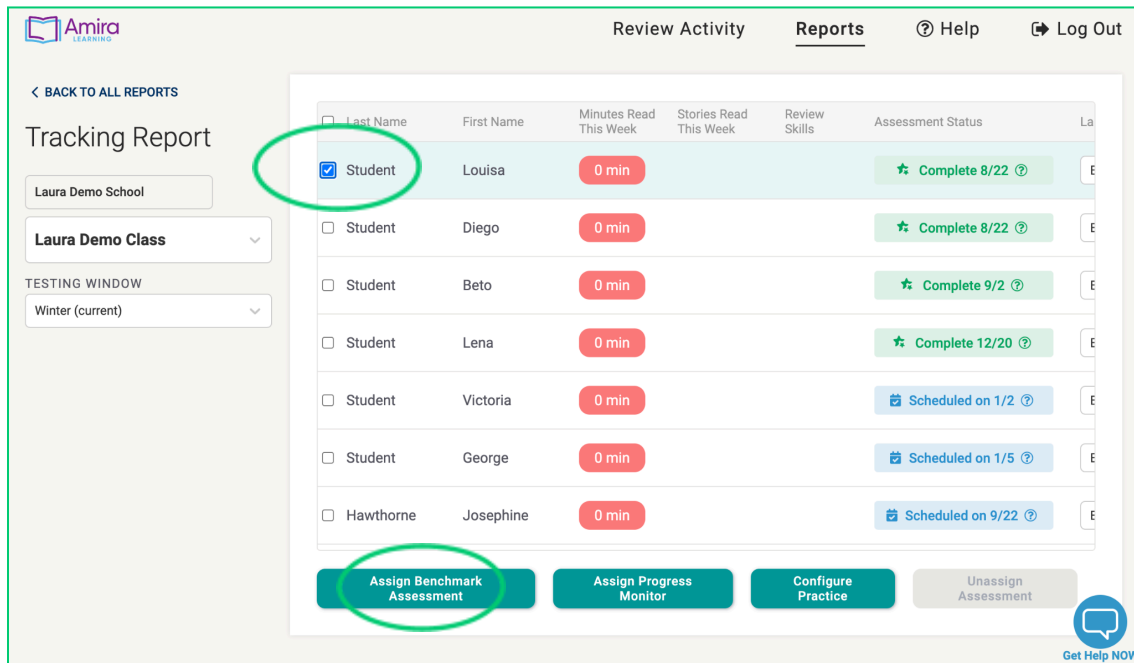 Amira
LEARNING
Review Activity Reports Help Log Out
BACK TO ALL REPORTS
Tracking Report
Laura Demo School
Laura Demo Class
TESTING WINDOW
Winter (current)
Last Name First Name Minutes Read This Week Stories Read This Week Review Skills Assessment Status La
Student Louisa 0 min Complete 8/22 ? E
Student Diego 0 min Complete 8/22 ? E
Student Beto 0 min Complete 9/2 ? E
Student Lena 0 min Complete 12/20 ? E
Student Victoria 0 min Scheduled on 1/2 ? E
Student George 0 min Scheduled on 1/5 ? E
Hawthorne Josephine 0 min Scheduled on 9/22 ? E
Assign Benchmark Assessment Assign Progress Monitor Configure Practice Unassign Assessment
Get Help NOW